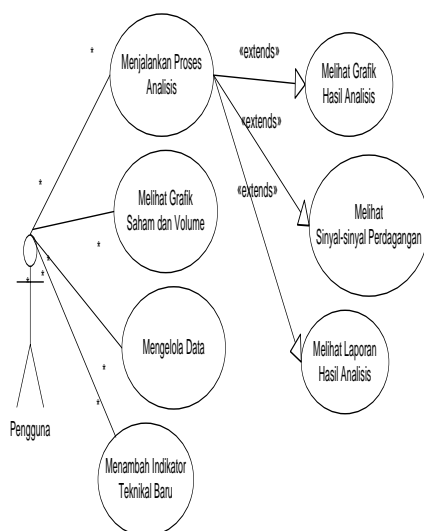 *
Menjalankan Proses
Analisis
«extends»
Melihat Grafik
Hasil Analisis
«extends»
*
Melihat Grafik
Saham dan Volume
«extends»
Melihat
Sinyal-sinyal Perdagangan
*
*
*
*
Mengelola Data
Melihat Laporan
Hasil Analisis
*
*
Pengguna
Menambah Indikator
Teknikal Baru